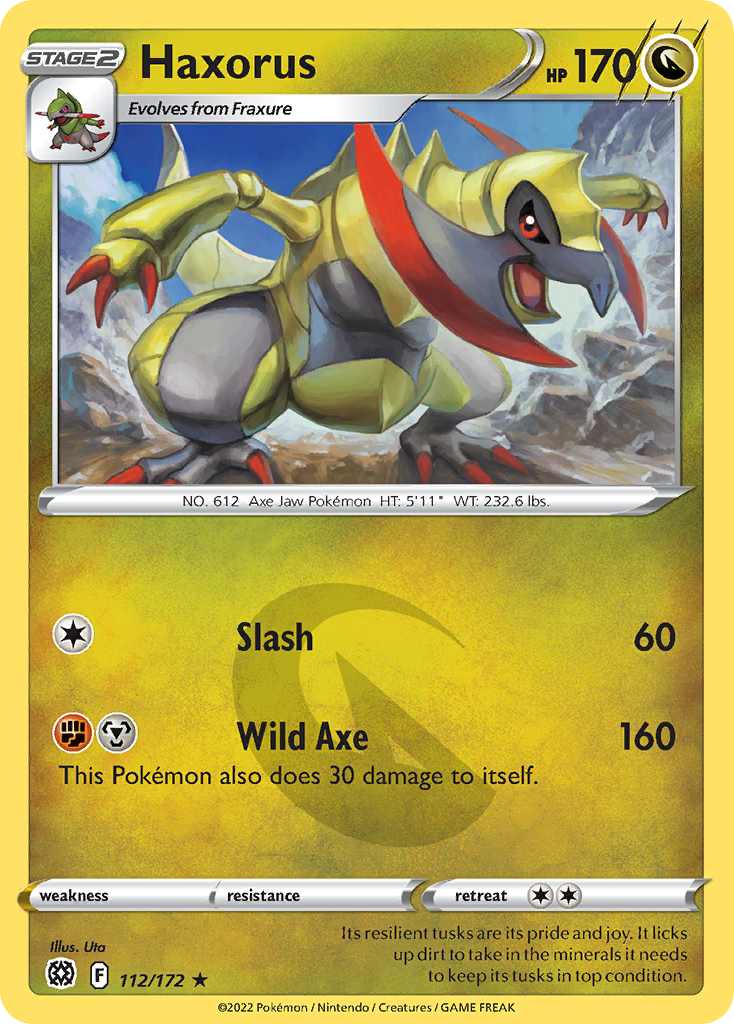 STAGE2
Haxorus
HP 170
Evolves from Fraxure
NO. 612 Axe Jaw Pokémon HT: 5'11" WT: 232.6 lbs.
Slash 60
Wild Axe 160
This Pokémon also does 30 damage to itself.
weakness resistance retreat
Illus. Uta
Its resilient tusks are its pride and joy. It licks
up dirt to take in the minerals it needs
to keep its tusks in top condition.
F 112/172 ★
©2022 Pokémon / Nintendo / Creatures / GAME FREAK